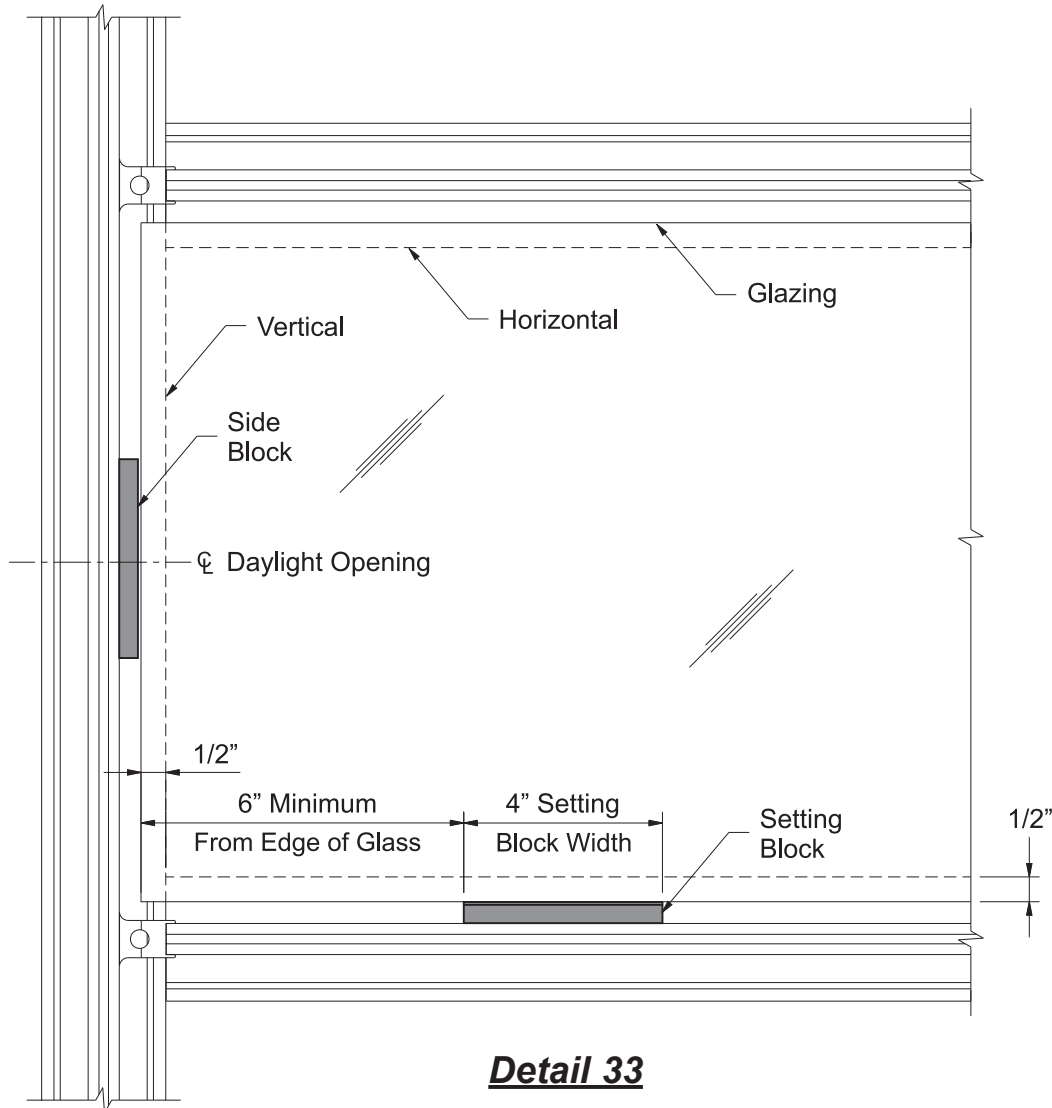 Glazing
Horizontal
Vertical
Side
Block
℄ Daylight Opening
1/2”
6” Minimum
From Edge of Glass
4” Setting
Block Width
Setting
Block
1/2”
Detail 33